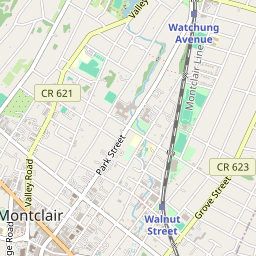 Valley
Watchung
Avenue
CR 621
Montclair Line
Park Street
Valley Road
CR 623
Grove Street
Montclair
Walnut
Street